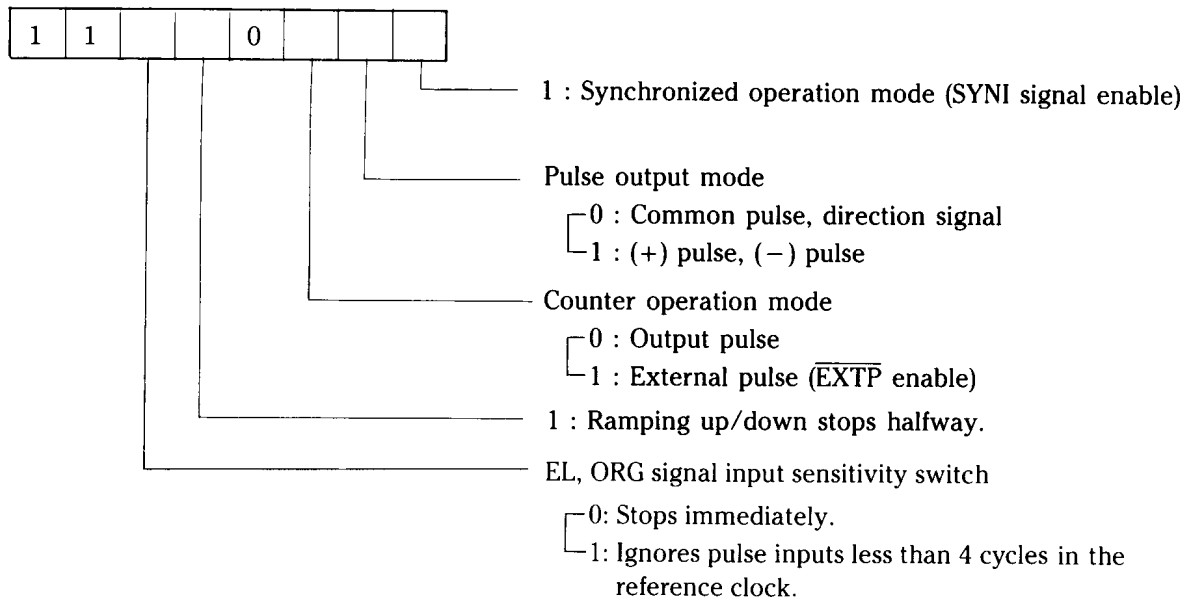 1 1 0
1 : Synchronized operation mode (SYNI signal enable)
Pulse output mode
0 : Common pulse, direction signal
1 : (+) pulse, (−) pulse
Counter operation mode
0 : Output pulse
1 : External pulse (E̅X̅T̅P̅ enable)
1 : Ramping up/down stops halfway.
EL, ORG signal input sensitivity switch
0: Stops immediately.
1: Ignores pulse inputs less than 4 cycles in the
reference clock.